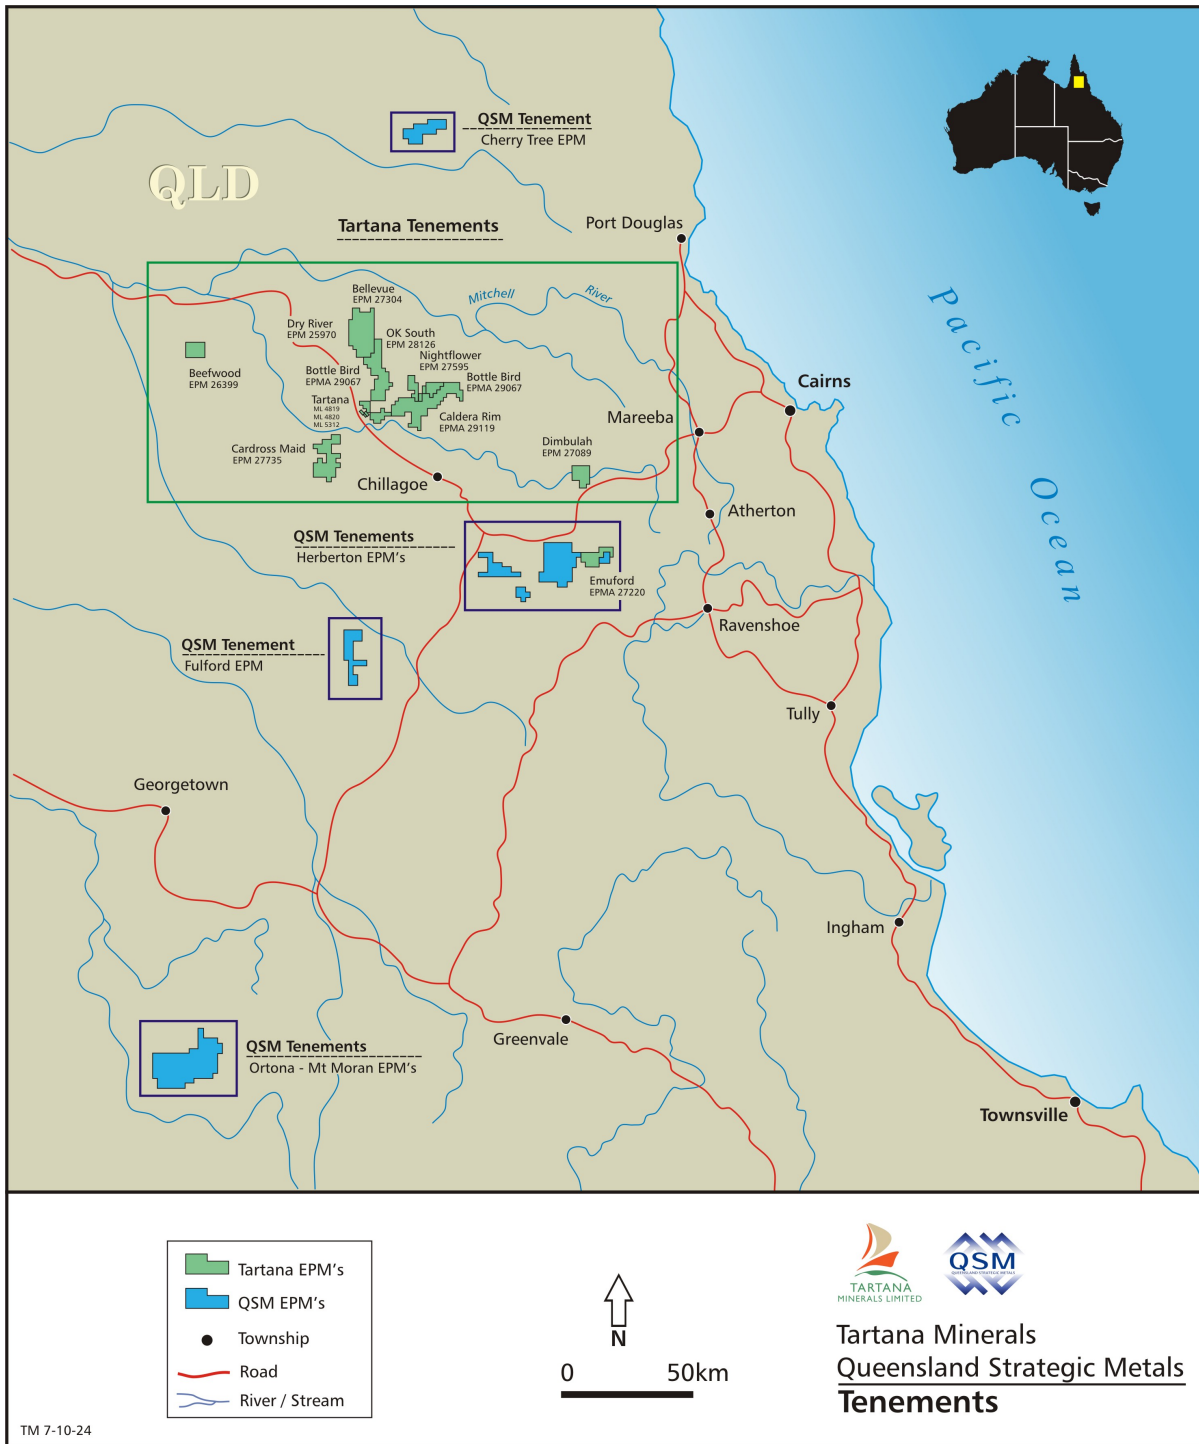 QSM Tenement
Cherry Tree EPM
QLD
Tartana Tenements
Port Douglas
Bellevue
EPM 27304
Mitchell
River
Pacific
Dry River
EPM 25970
OK South
EPM 28126
Nightflower
EPM 27595
Beefwood
EPM 26399
Bottle Bird
EPMA 29067
Bottle Bird
EPMA 29067
Cairns
Tartana
ML 4819
ML 4820
ML 5312
Caldera Rim
EPMA 29119
Mareeba
Cardross Maid
EPM 27735
Dimbulah
EPM 27089
Chillagoe
Ocean
Atherton
QSM Tenements
Herberton EPM's
Emuford
EPMA 27220
Ravenshoe
QSM Tenement
Fulford EPM
Tully
Georgetown
Ingham
Greenvale
QSM Tenements
Ortona - Mt Moran EPM's
Townsville
Tartana EPM's
QSM EPM's
Township
Road
River / Stream
N
0 50km
TARTANA
MINERALS LIMITED
QSM
QUEENSLAND STRATEGIC METALS
Tartana Minerals
Queensland Strategic Metals
Tenements
TM 7-10-24